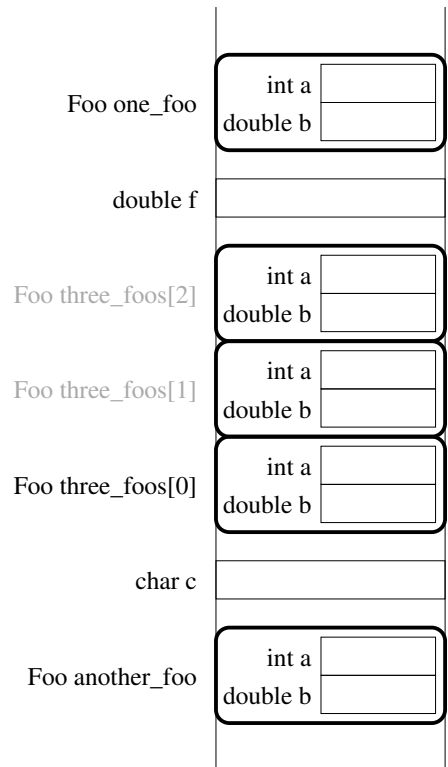 int a
Foo one_foo
double b
double f
int a
Foo three_foos[2]
double b
int a
Foo three_foos[1]
double b
int a
Foo three_foos[0]
double b
char c
int a
Foo another_foo
double b